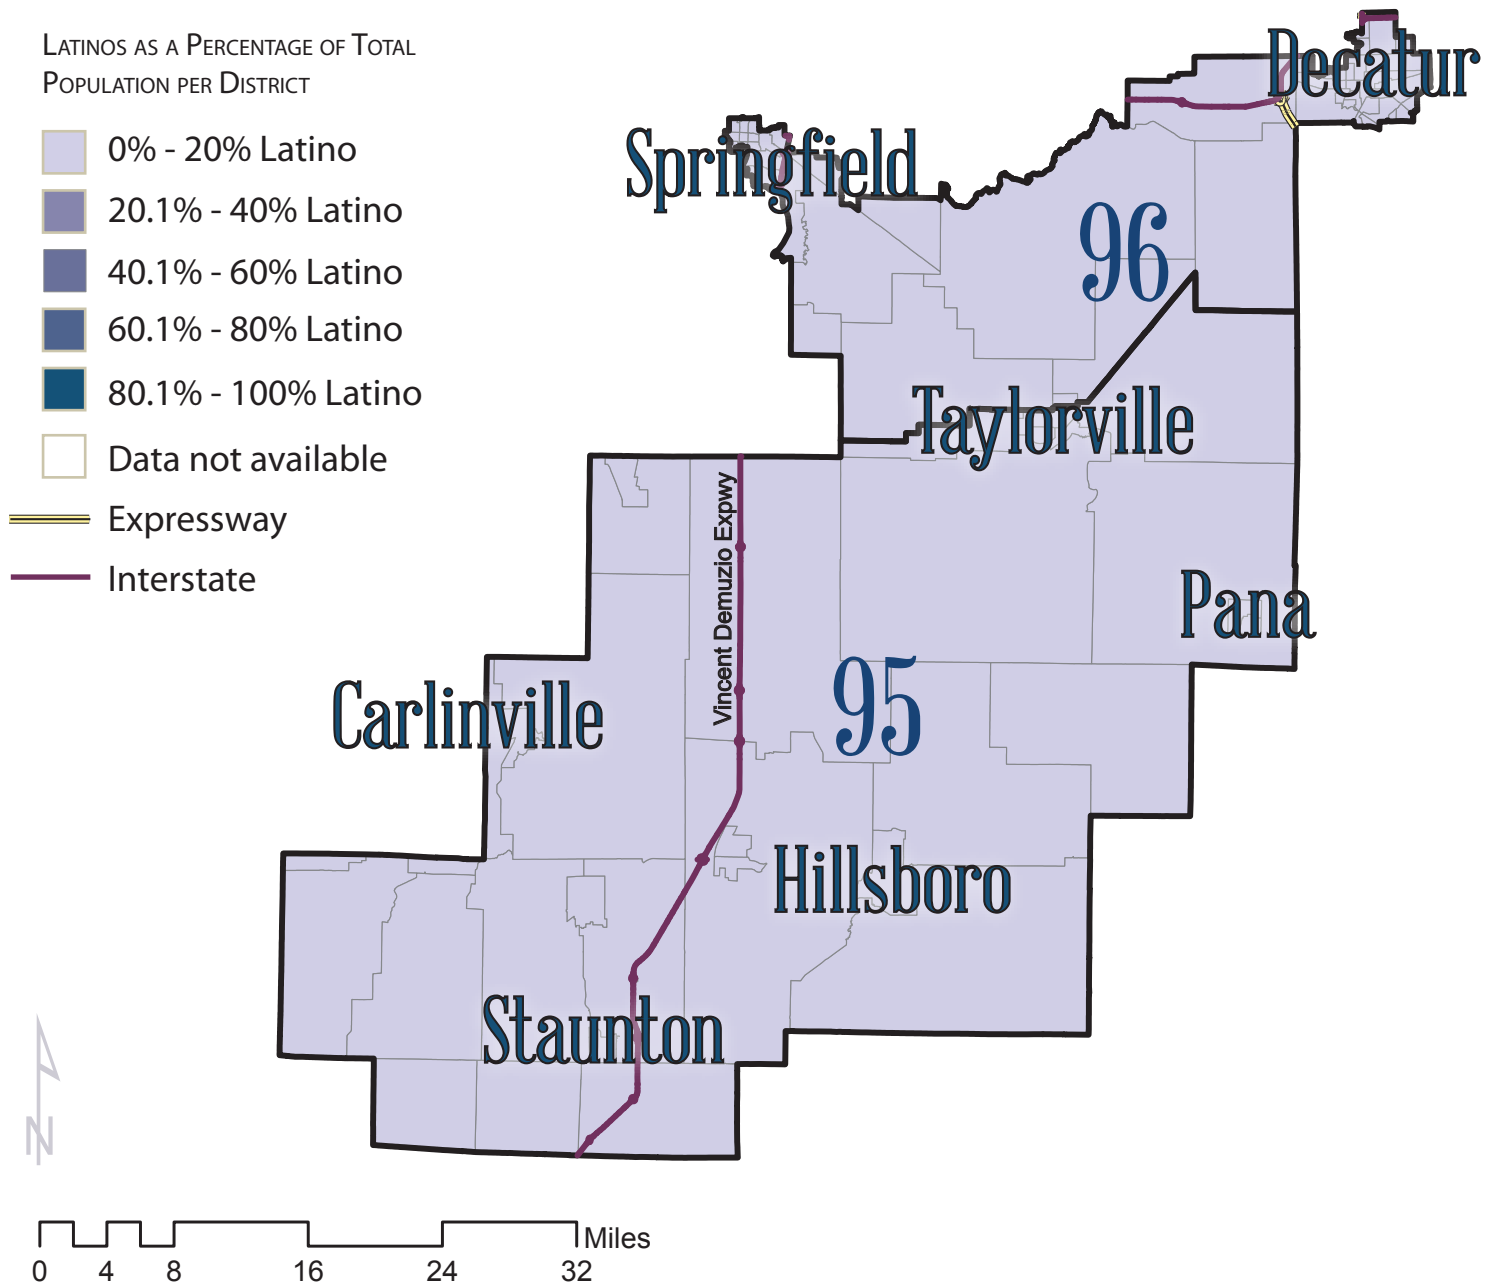 Latinos as a Percentage of Total
Population per District
0% - 20% Latino
20.1% - 40% Latino
40.1% - 60% Latino
60.1% - 80% Latino
80.1% - 100% Latino
Data not available
Expressway
Interstate
Decatur
Springfield
96
Taylorville
Vincent Demuzio Expwy
Pana
Carlinville
95
Hillsboro
Staunton
N
Miles
0 4 8 16 24 32